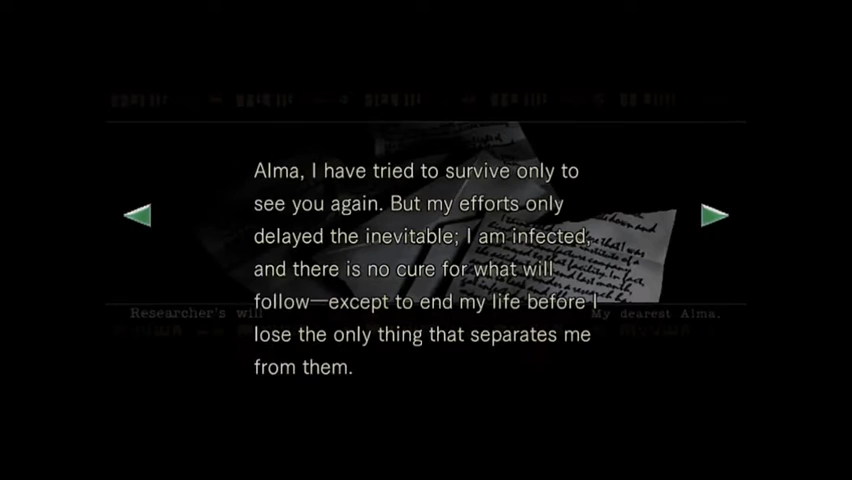 Alma, I have tried to survive only to
see you again. But my efforts only
delayed the inevitable; I am infected,
and there is no cure for what will
follow—except to end my life before I
lose the only thing that separates me
from them.
Researcher's will
My dearest Alma.